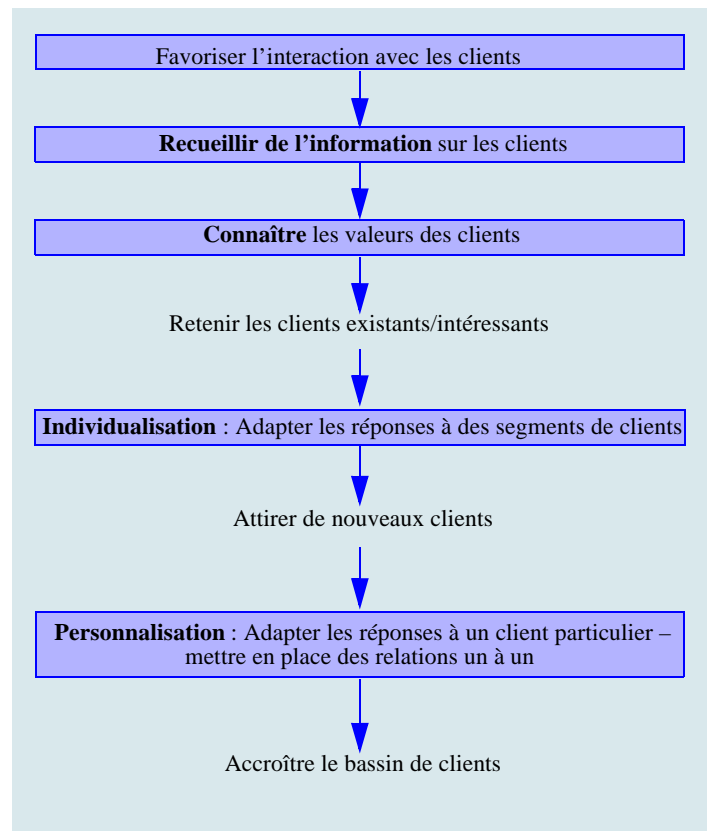 Favoriser l’interaction avec les clients
Recueillir de l’information sur les clients
Connaître les valeurs des clients
Retenir les clients existants/intéressants
Individualisation : Adapter les réponses à des segments de clients
Attirer de nouveaux clients
Personnalisation : Adapter les réponses à un client particulier –
mettre en place des relations un à un
Accroître le bassin de clients